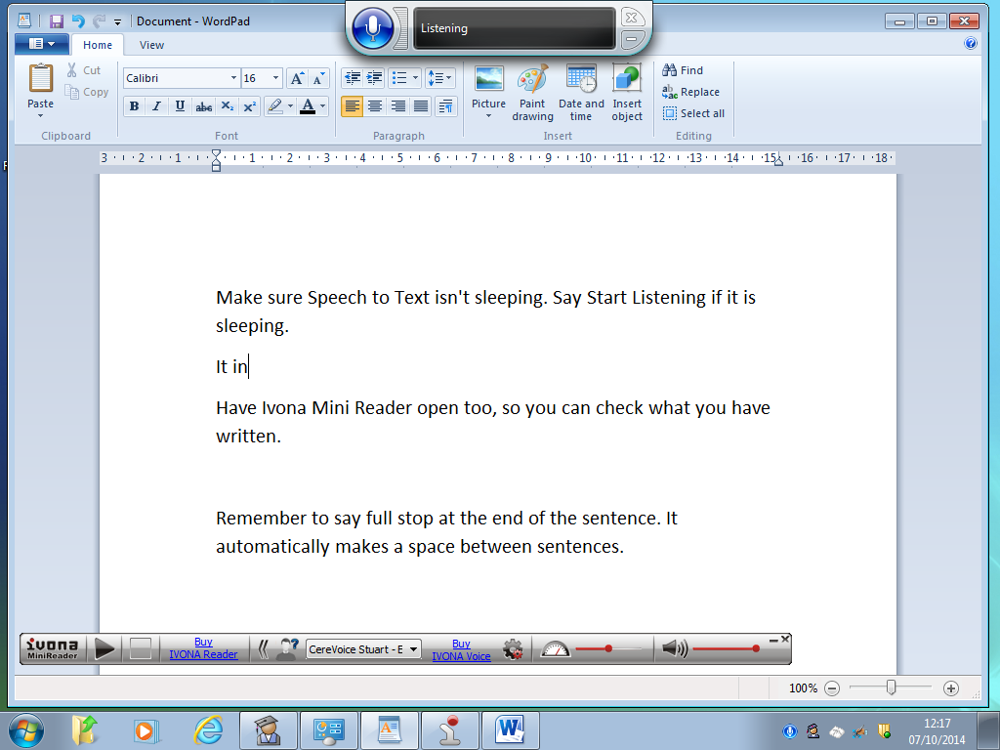 Document - WordPad
Listening
Home View
Paste
Cut
Copy
Clipboard
Calibri 16
B I U abc X₂ X²
A
Font
Paragraph
Picture
Paint drawing
Date and time
Insert object
Insert
Find
Replace
Select all
Editing
3 2 1 1 2 3 4 5 6 7 8 9 10 11 12 13 14 15 16 17 18
Make sure Speech to Text isn't sleeping. Say Start Listening if it is
sleeping.
It in
Have Ivona Mini Reader open too, so you can check what you have
written.
Remember to say full stop at the end of the sentence. It
automatically makes a space between sentences.
ivona
MiniReader
Buy
IVONA Reader
CereVoice Stuart - E
Buy
IVONA Voice
100%
12:17
07/10/2014